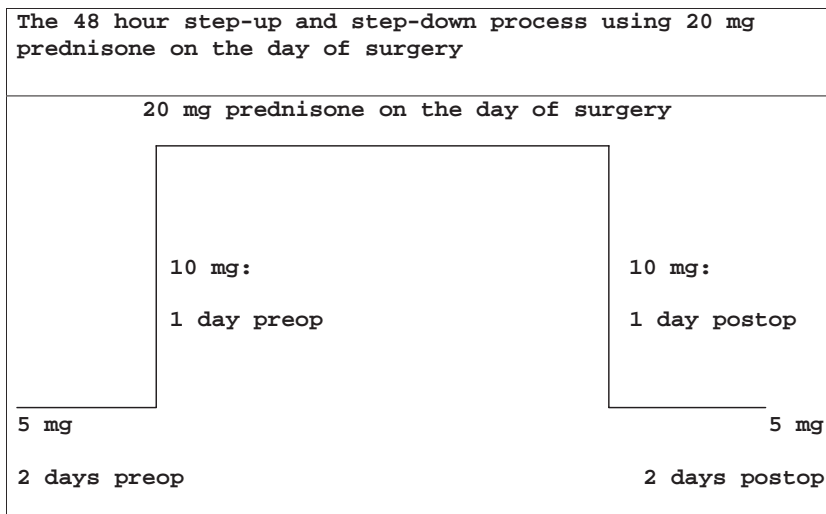 The 48 hour step-up and step-down process using 20 mg
prednisone on the day of surgery
20 mg prednisone on the day of surgery
10 mg:
1 day preop
10 mg:
1 day postop
5 mg
2 days preop
5 mg
2 days postop